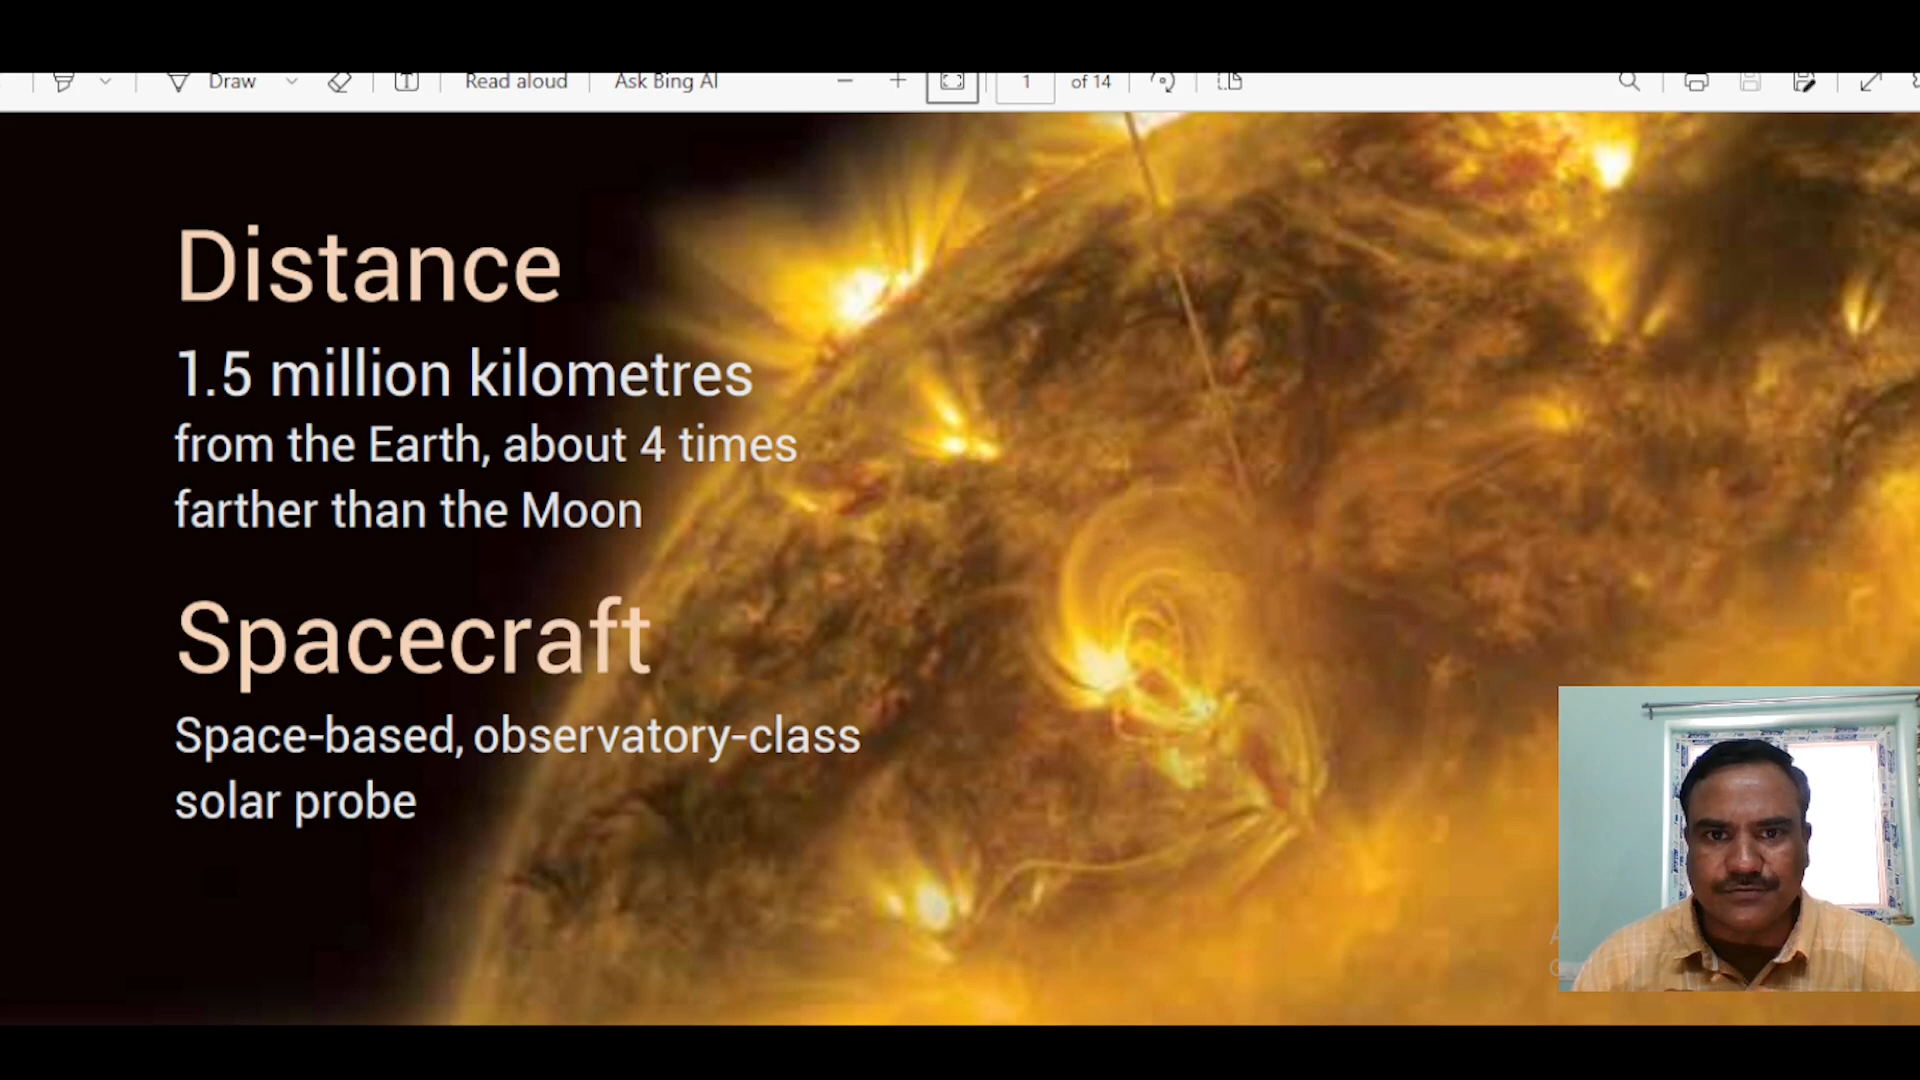 Draw
Read aloud
Ask Bing AI
1
of 14
Distance
1.5 million kilometres
from the Earth, about 4 times
farther than the Moon
Spacecraft
Space-based, observatory-class
solar probe